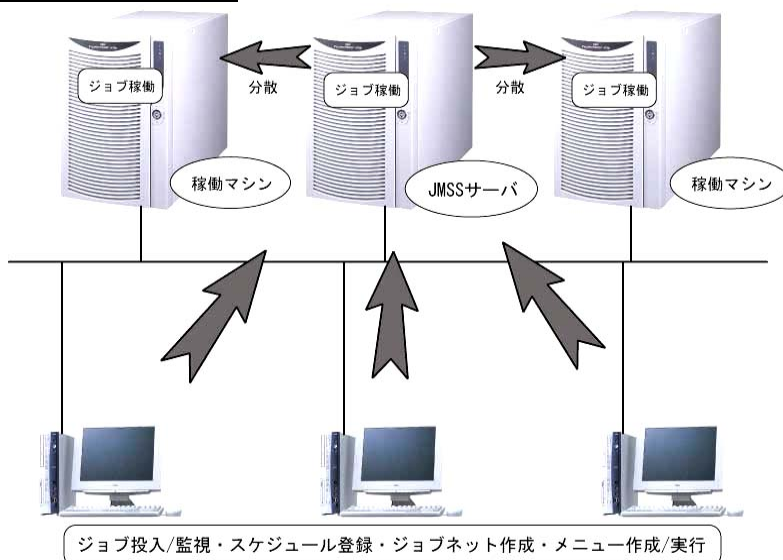 ジョブ稼働
分散
ジョブ稼働
分散
ジョブ稼働
稼働マシン
JMSSサーバ
稼働マシン
ジョブ投入/監視・スケジュール登録・ジョブネット作成・メニュー作成/実行